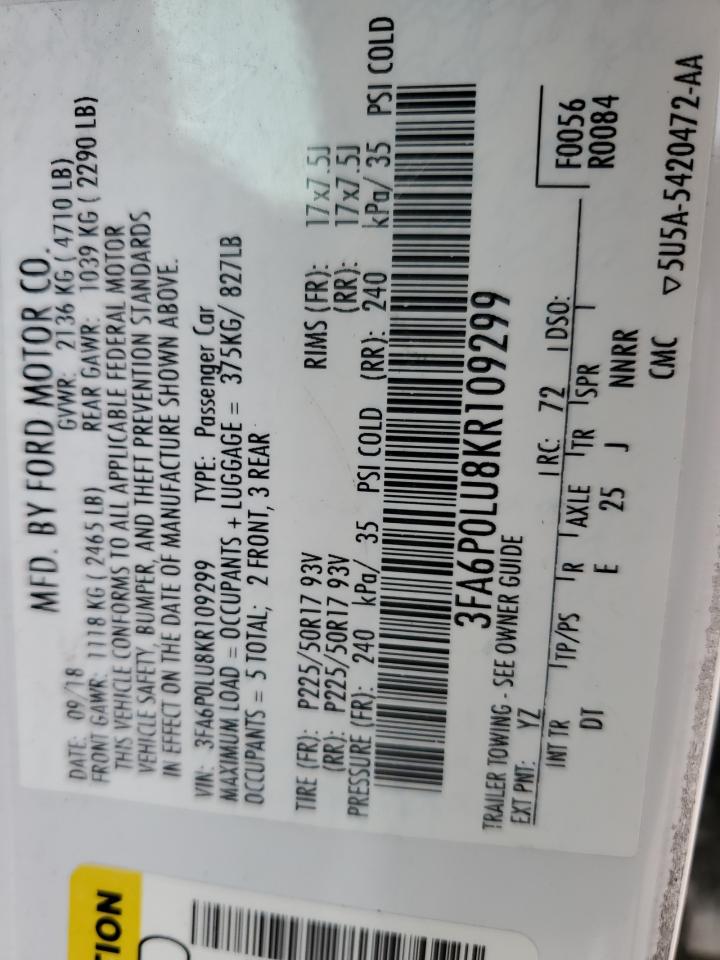 MFD. BY FORD MOTOR CO.
DATE: 09/18 GVWR: 2136 KG ( 4710 LB)
FRONT GAWR: 1118 KG ( 2465 LB) REAR GAWR: 1039 KG ( 2290 LB)
THIS VEHICLE CONFORMS TO ALL APPLICABLE FEDERAL MOTOR
VEHICLE SAFETY, BUMPER, AND THEFT PREVENTION STANDARDS
IN EFFECT ON THE DATE OF MANUFACTURE SHOWN ABOVE.
VIN: 3FA6P0LU8KR109299 TYPE: Passenger Car
MAXIMUM LOAD = OCCUPANTS + LUGGAGE = 375KG/ 827LB
OCCUPANTS = 5 TOTAL; 2 FRONT, 3 REAR
TIRE (FR): P225/50R17 93V RIMS (FR): 17x7.5J
(RR): P225/50R17 93V (RR): 17x7.5J
PRESSURE (FR): 240 kPa/ 35 PSI COLD (RR): 240 kPa/ 35 PSI COLD
3FA6P0LU8KR109299
TRAILER TOWING - SEE OWNER GUIDE
EXT PNT: YZ RC: 72 DSO: F0056
INT TR TP/PS R AXLE TR SPR R0084
DT E 25 J NNRR
CMC ▽5U5A-5420472-AA
TION